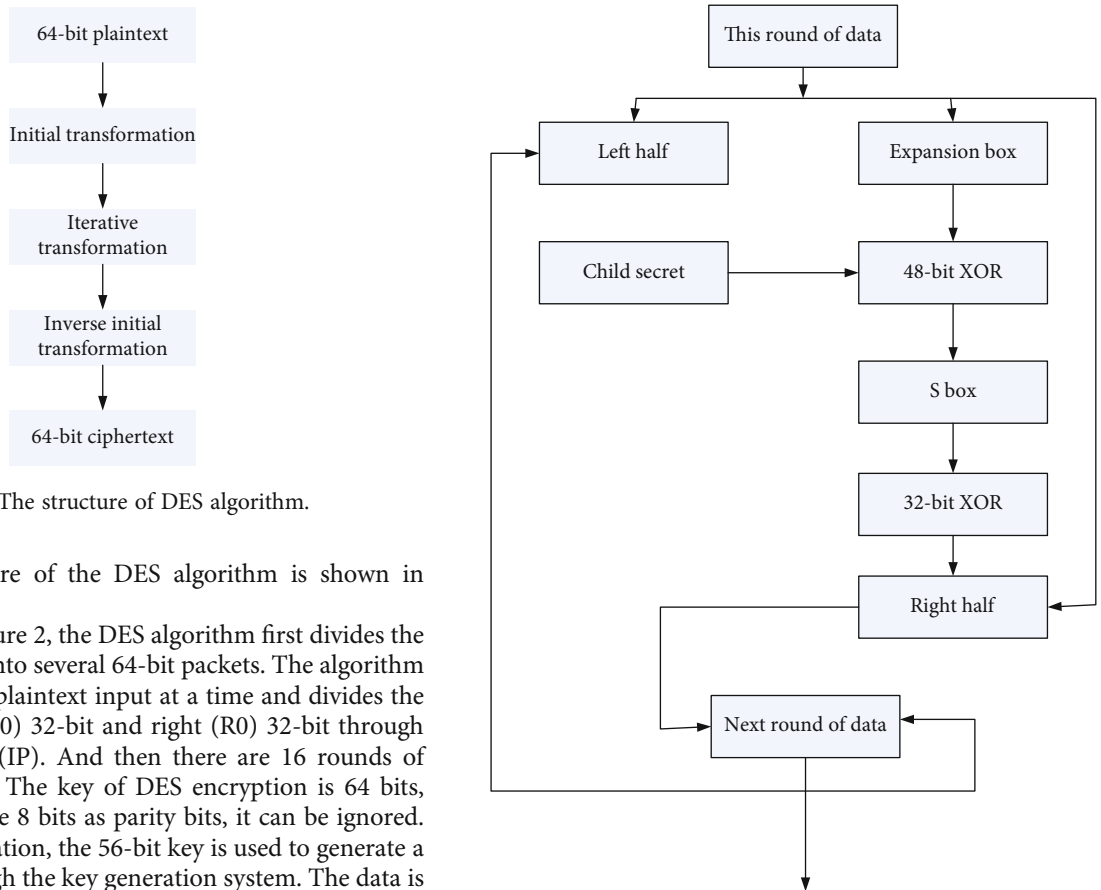 64-bit plaintext
Initial transformation
Iterative
transformation
Inverse initial
transformation
64-bit ciphertext
The structure of DES algorithm.
of the DES algorithm is shown in
2, the DES algorithm first divides the
several 64-bit packets. The algorithm
plaintext input at a time and divides the
32-bit and right (R0) 32-bit through
(IP). And then there are 16 rounds of
The key of DES encryption is 64 bits,
8 bits as parity bits, it can be ignored.
the 56-bit key is used to generate a
the key generation system. The data is
This round of data
Left half
Expansion box
Child secret
48-bit XOR
S box
32-bit XOR
Right half
Next round of data